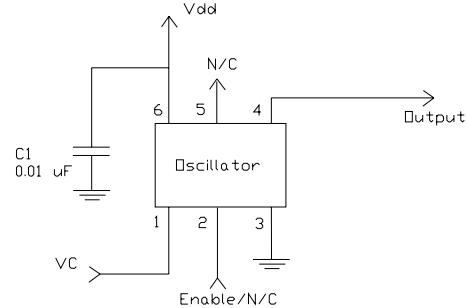 Vdd
N/C
6 5 4
Output
C1
0.01 uF
Oscillator
1 2 3
VC
Enable/N/C